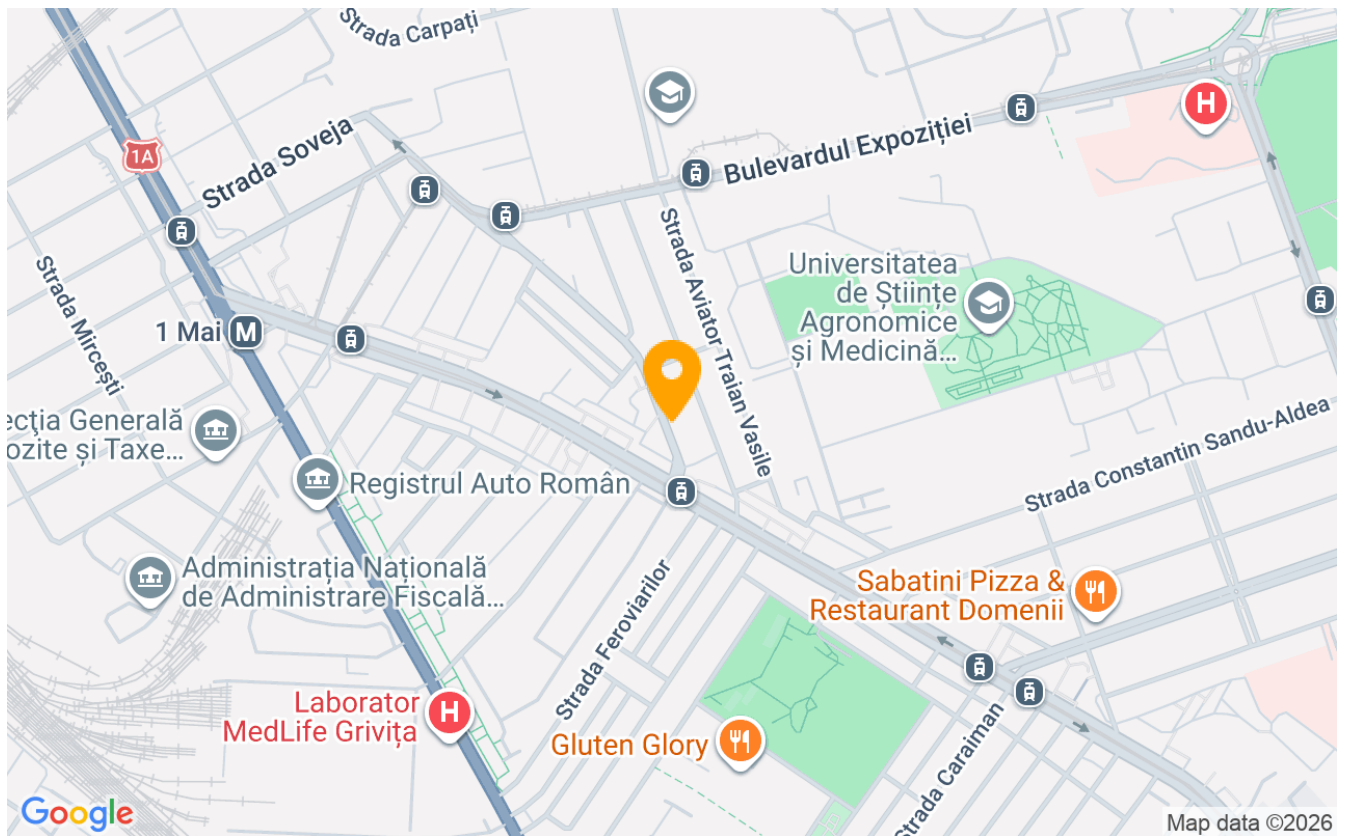 Strada Carpați
1A
Strada Soveja
Bulevardul Expoziției
H
Strada Mircești
Strada Aviator Traian Vasile
Universitatea
de Științe
Agronomice
și Medicină...
1 Mai
M
ecția Generală
ozite și Taxe...
Registrul Auto Român
Strada Constantin Sandu-Aldea
Administrația Națională
de Administrare Fiscală...
Strada Feroviarilor
Sabatini Pizza &
Restaurant Domenii
Laborator
MedLife Grivița
H
Gluten Glory
Strada Caraiman
Google
Map data ©2026